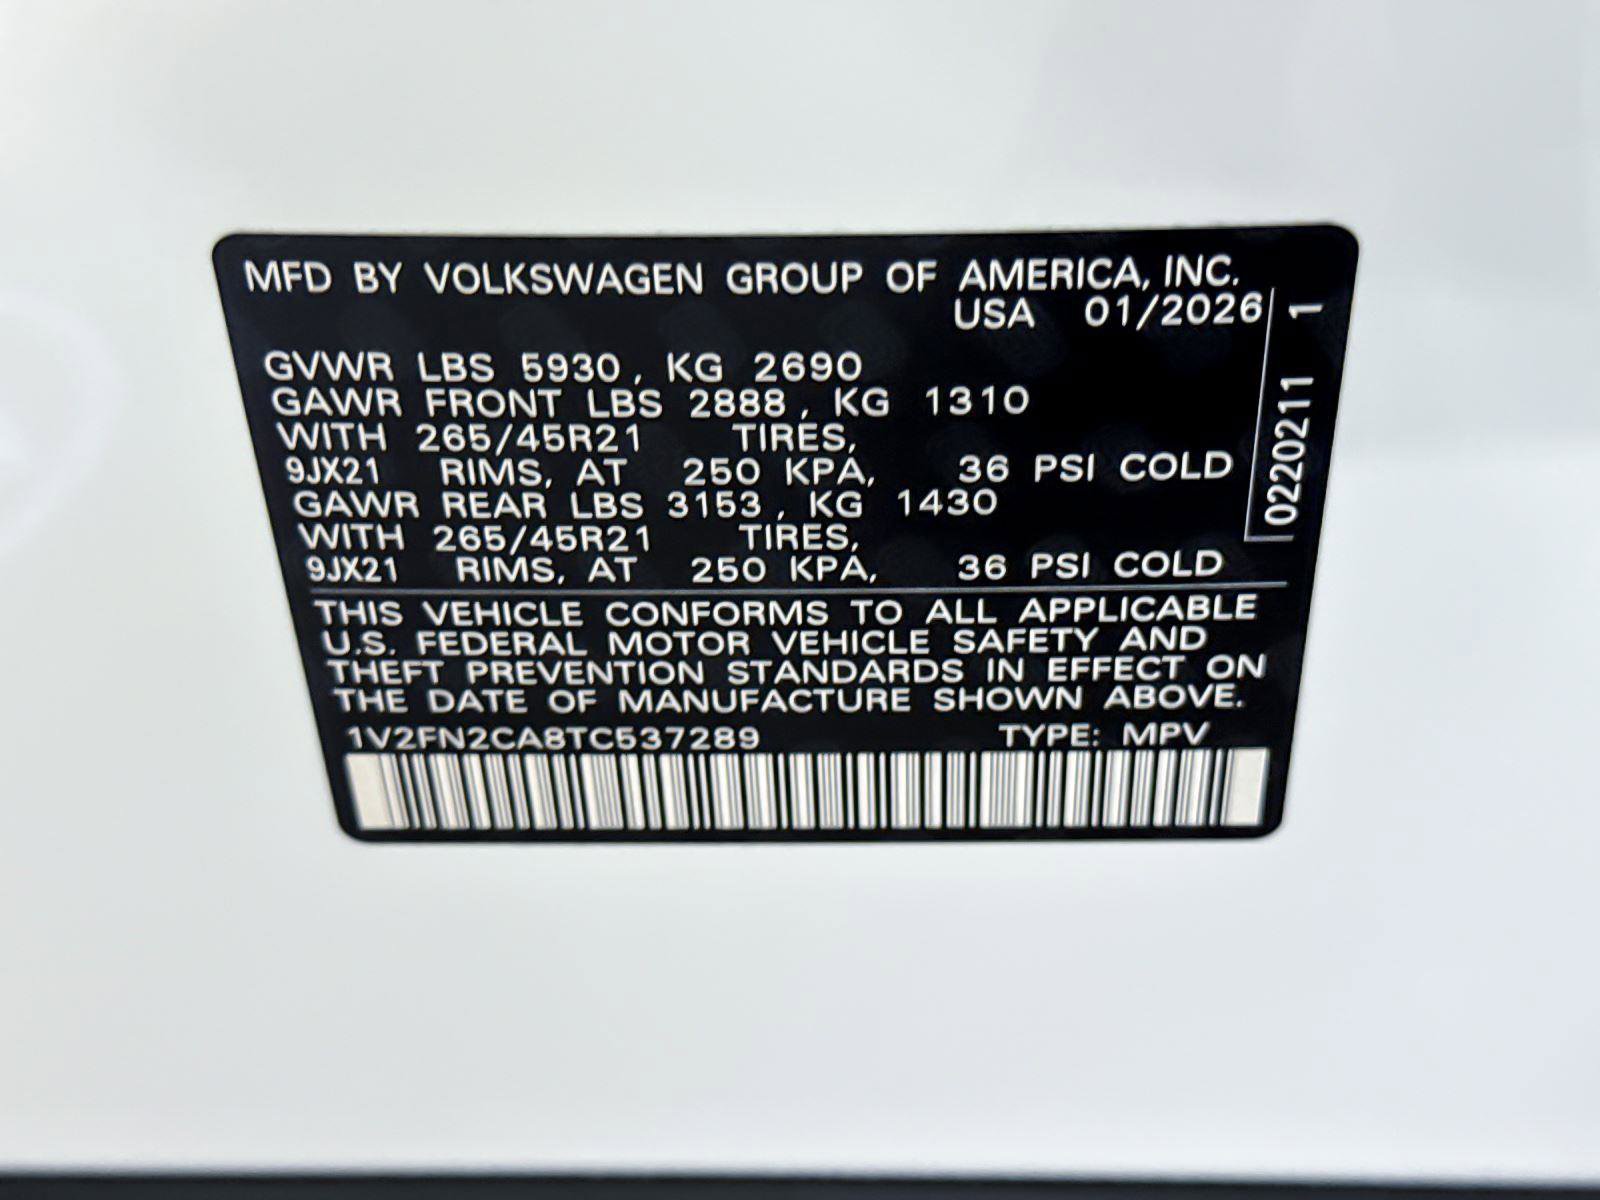 MFD BY VOLKSWAGEN GROUP OF AMERICA, INC.
USA 01/2026
GVWR LBS 5930, KG 2690
GAWR FRONT LBS 2888, KG 1310
WITH 265/45R21 TIRES,
9JX21 RIMS, AT 250 KPA, 36 PSI COLD
GAWR REAR LBS 3153, KG 1430
WITH 265/45R21 TIRES,
9JX21 RIMS, AT 250 KPA, 36 PSI COLD
THIS VEHICLE CONFORMS TO ALL APPLICABLE
U.S. FEDERAL MOTOR VEHICLE SAFETY AND
THEFT PREVENTION STANDARDS IN EFFECT ON
THE DATE OF MANUFACTURE SHOWN ABOVE.
1V2FN2CA8TC537289 TYPE: MPV
02202111 1